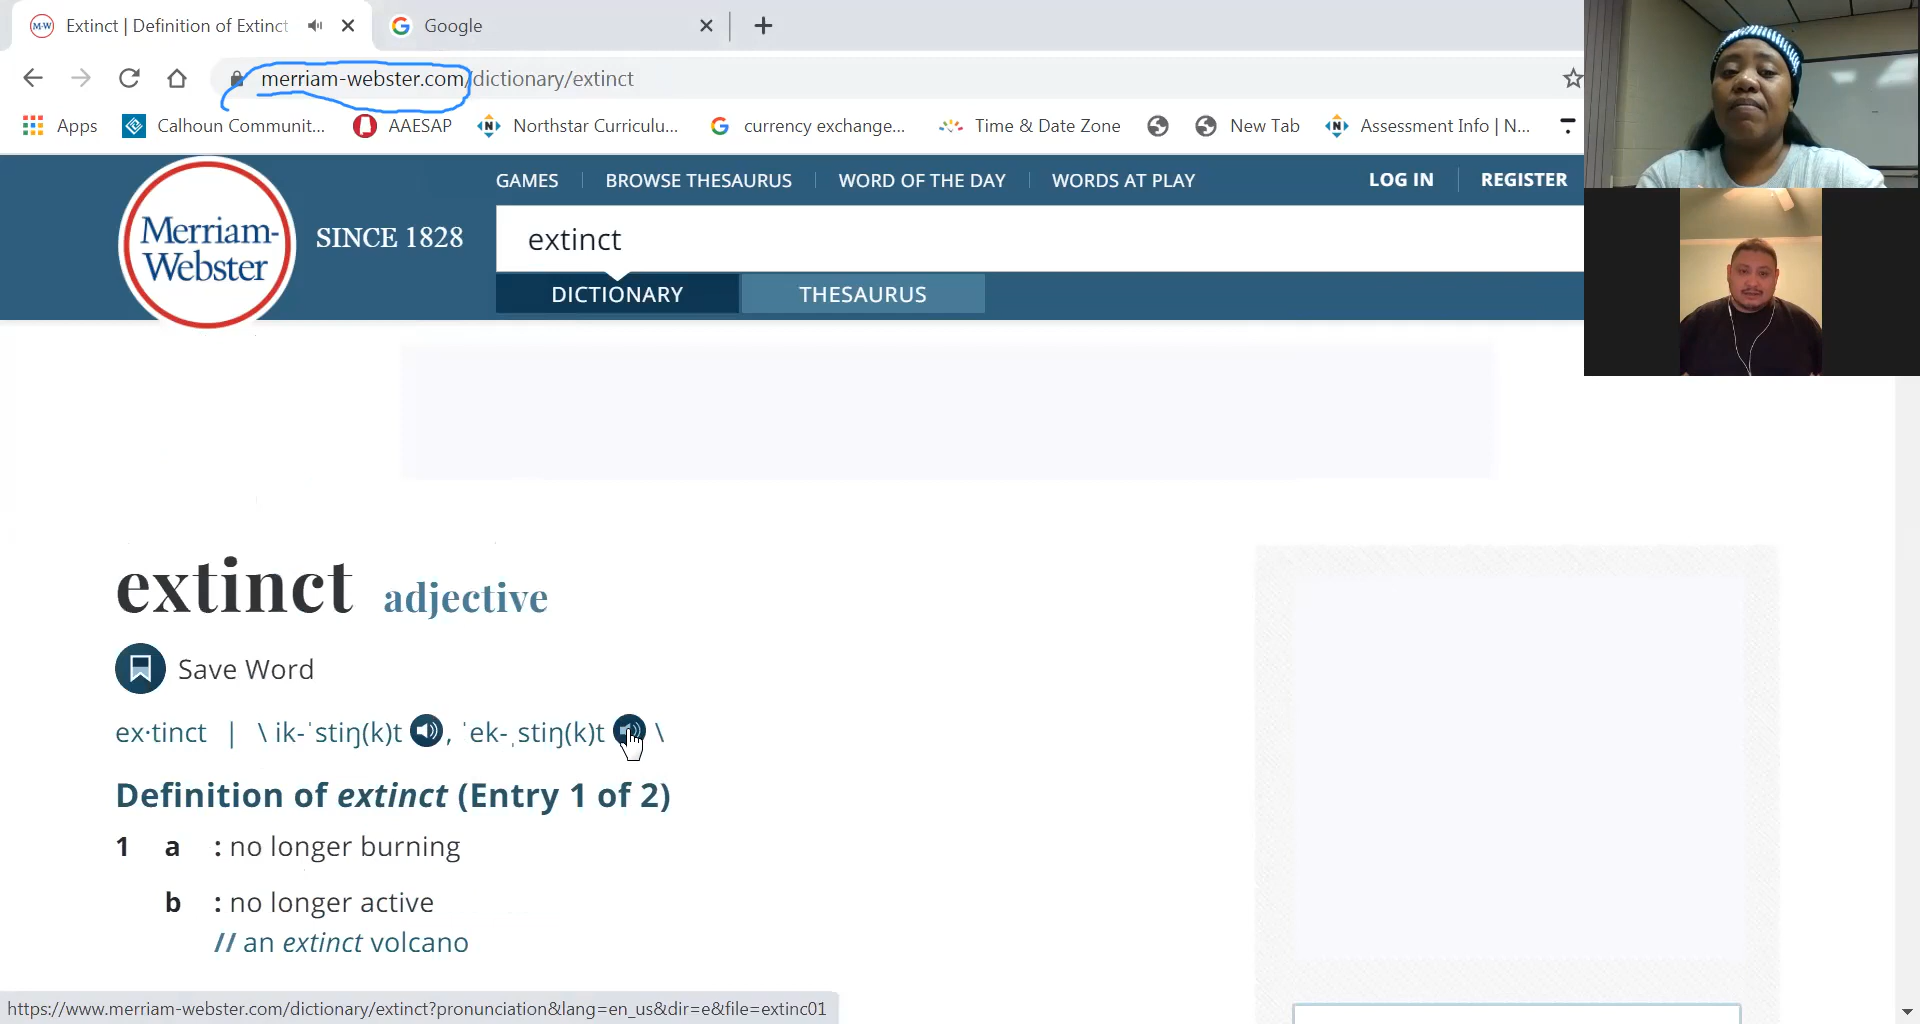 Extinct | Definition of Extinct
Google
merriam-webster.com/dictionary/extinct
Apps
Calhoun Communit...
AAESAP
Northstar Curriculu...
currency exchange...
Time & Date Zone
New Tab
Assessment Info | N...
GAMES
BROWSE THESAURUS
WORD OF THE DAY
WORDS AT PLAY
LOG IN
REGISTER
Merriam-
Webster
SINCE 1828
extinct
DICTIONARY
THESAURUS
extinct adjective
Save Word
ex·tinct | \ ik-ˈstiŋ(k)t , ˈek-ˌstiŋ(k)t \
Definition of extinct (Entry 1 of 2)
1 a : no longer burning
b : no longer active
// an extinct volcano
https://www.merriam-webster.com/dictionary/extinct?pronunciation&lang=en_us&dir=e&file=extinc01